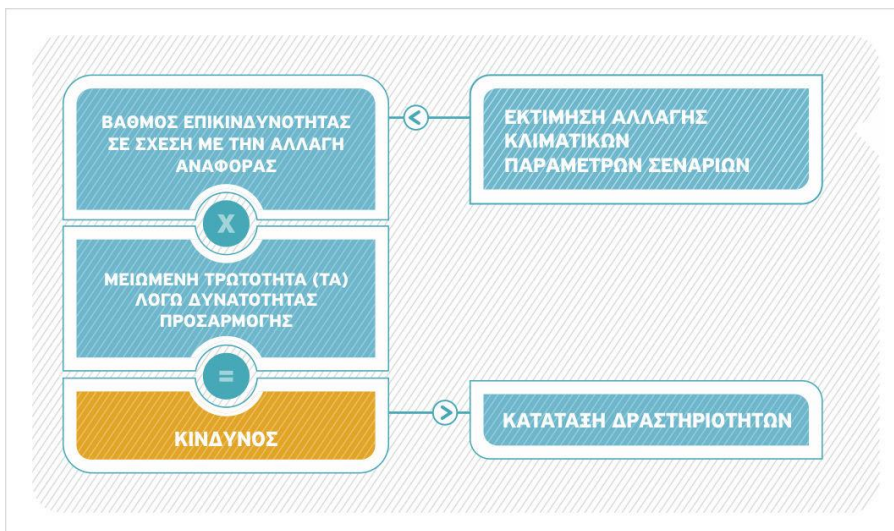 ΒΑΘΜΟΣ ΕΠΙΚΙΝΔΥΝΟΤΗΤΑΣ
ΣΕ ΣΧΕΣΗ ΜΕ ΤΗΝ ΑΛΛΑΓΗ
ΑΝΑΦΟΡΑΣ
<
ΕΚΤΙΜΗΣΗ ΑΛΛΑΓΗΣ
ΚΛΙΜΑΤΙΚΩΝ
ΠΑΡΑΜΕΤΡΩΝ ΣΕΝΑΡΙΩΝ
X
ΜΕΙΩΜΕΝΗ ΤΡΩΤΟΤΗΤΑ (ΤΑ)
ΛΟΓΩ ΔΥΝΑΤΟΤΗΤΑΣ
ΠΡΟΣΑΡΜΟΓΗΣ
=
ΚΙΝΔΥΝΟΣ
>
ΚΑΤΑΤΑΞΗ ΔΡΑΣΤΗΡΙΟΤΗΤΩΝ